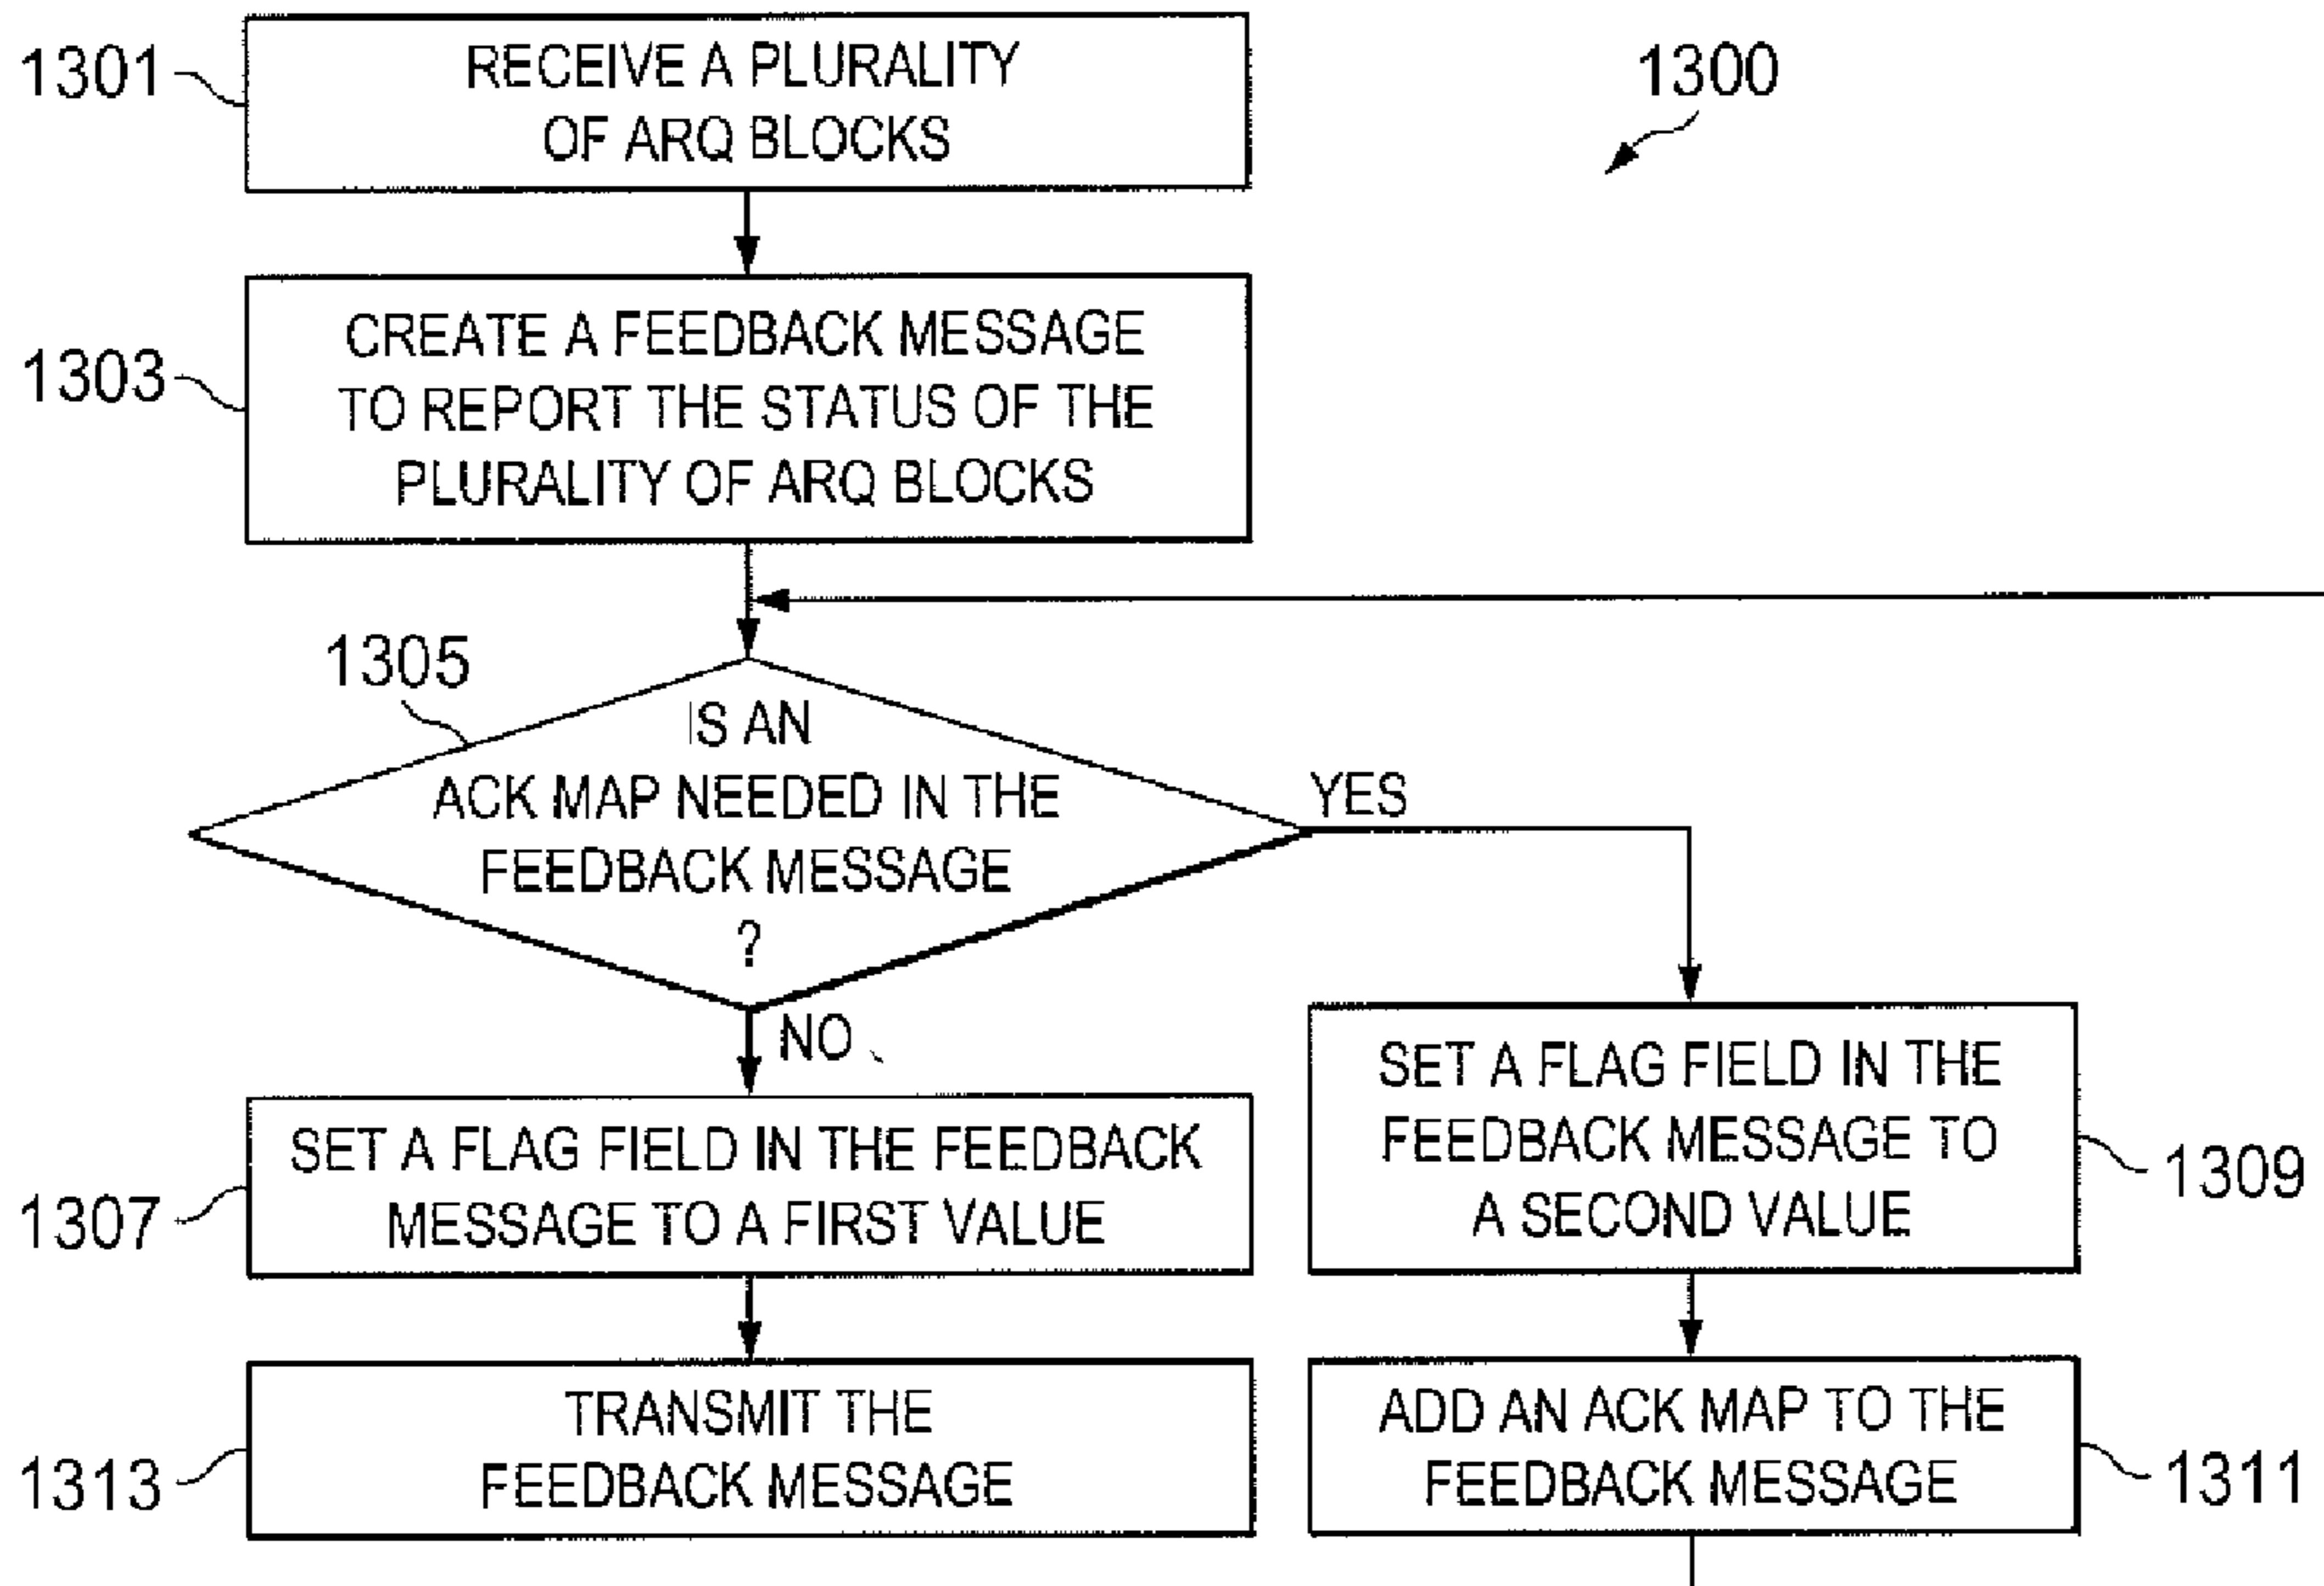 1301
RECEIVE A PLURALITY
OF ARQ BLOCKS
1300
1303
CREATE A FEEDBACK MESSAGE
TO REPORT THE STATUS OF THE
PLURALITY OF ARQ BLOCKS
1305
IS AN
ACK MAP NEEDED IN THE
FEEDBACK MESSAGE
?
YES
NO
1307
SET A FLAG FIELD IN THE FEEDBACK
MESSAGE TO A FIRST VALUE
SET A FLAG FIELD IN THE
FEEDBACK MESSAGE TO
A SECOND VALUE
1309
1313
TRANSMIT THE
FEEDBACK MESSAGE
ADD AN ACK MAP TO THE
FEEDBACK MESSAGE
1311